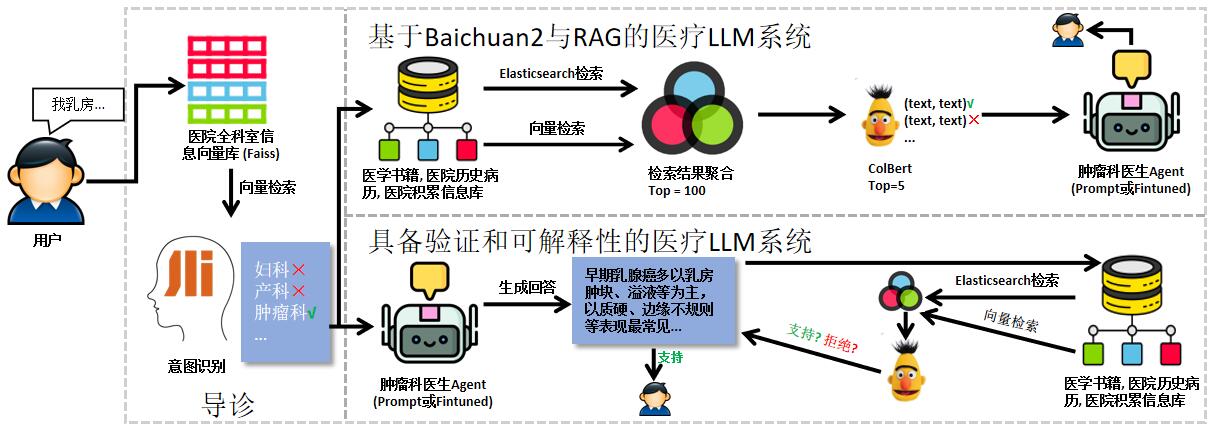 我乳房...
用户
医院全科室信
息向量库 (Faiss)
向量检索
妇科×
产科×
肿瘤科√
...
意图识别
导诊
基于Baichuan2与RAG的医疗LLM系统
Elasticsearch检索
向量检索
医学书籍, 医院历史病
历, 医院积累信息库
检索结果聚合
Top = 100
(text, text)√
(text, text)×
...
ColBert
Top=5
肿瘤科医生Agent
(Prompt或Fintuned)
具备验证和可解释性的医疗LLM系统
肿瘤科医生Agent
(Prompt或Fintuned)
生成回答
早期乳腺癌多以乳房
肿块、溢液等为主，
以质硬、边缘不规则
等表现最常见...
支持
支持? 拒绝?
Elasticsearch检索
向量检索
医学书籍, 医院历史病
历, 医院积累信息库